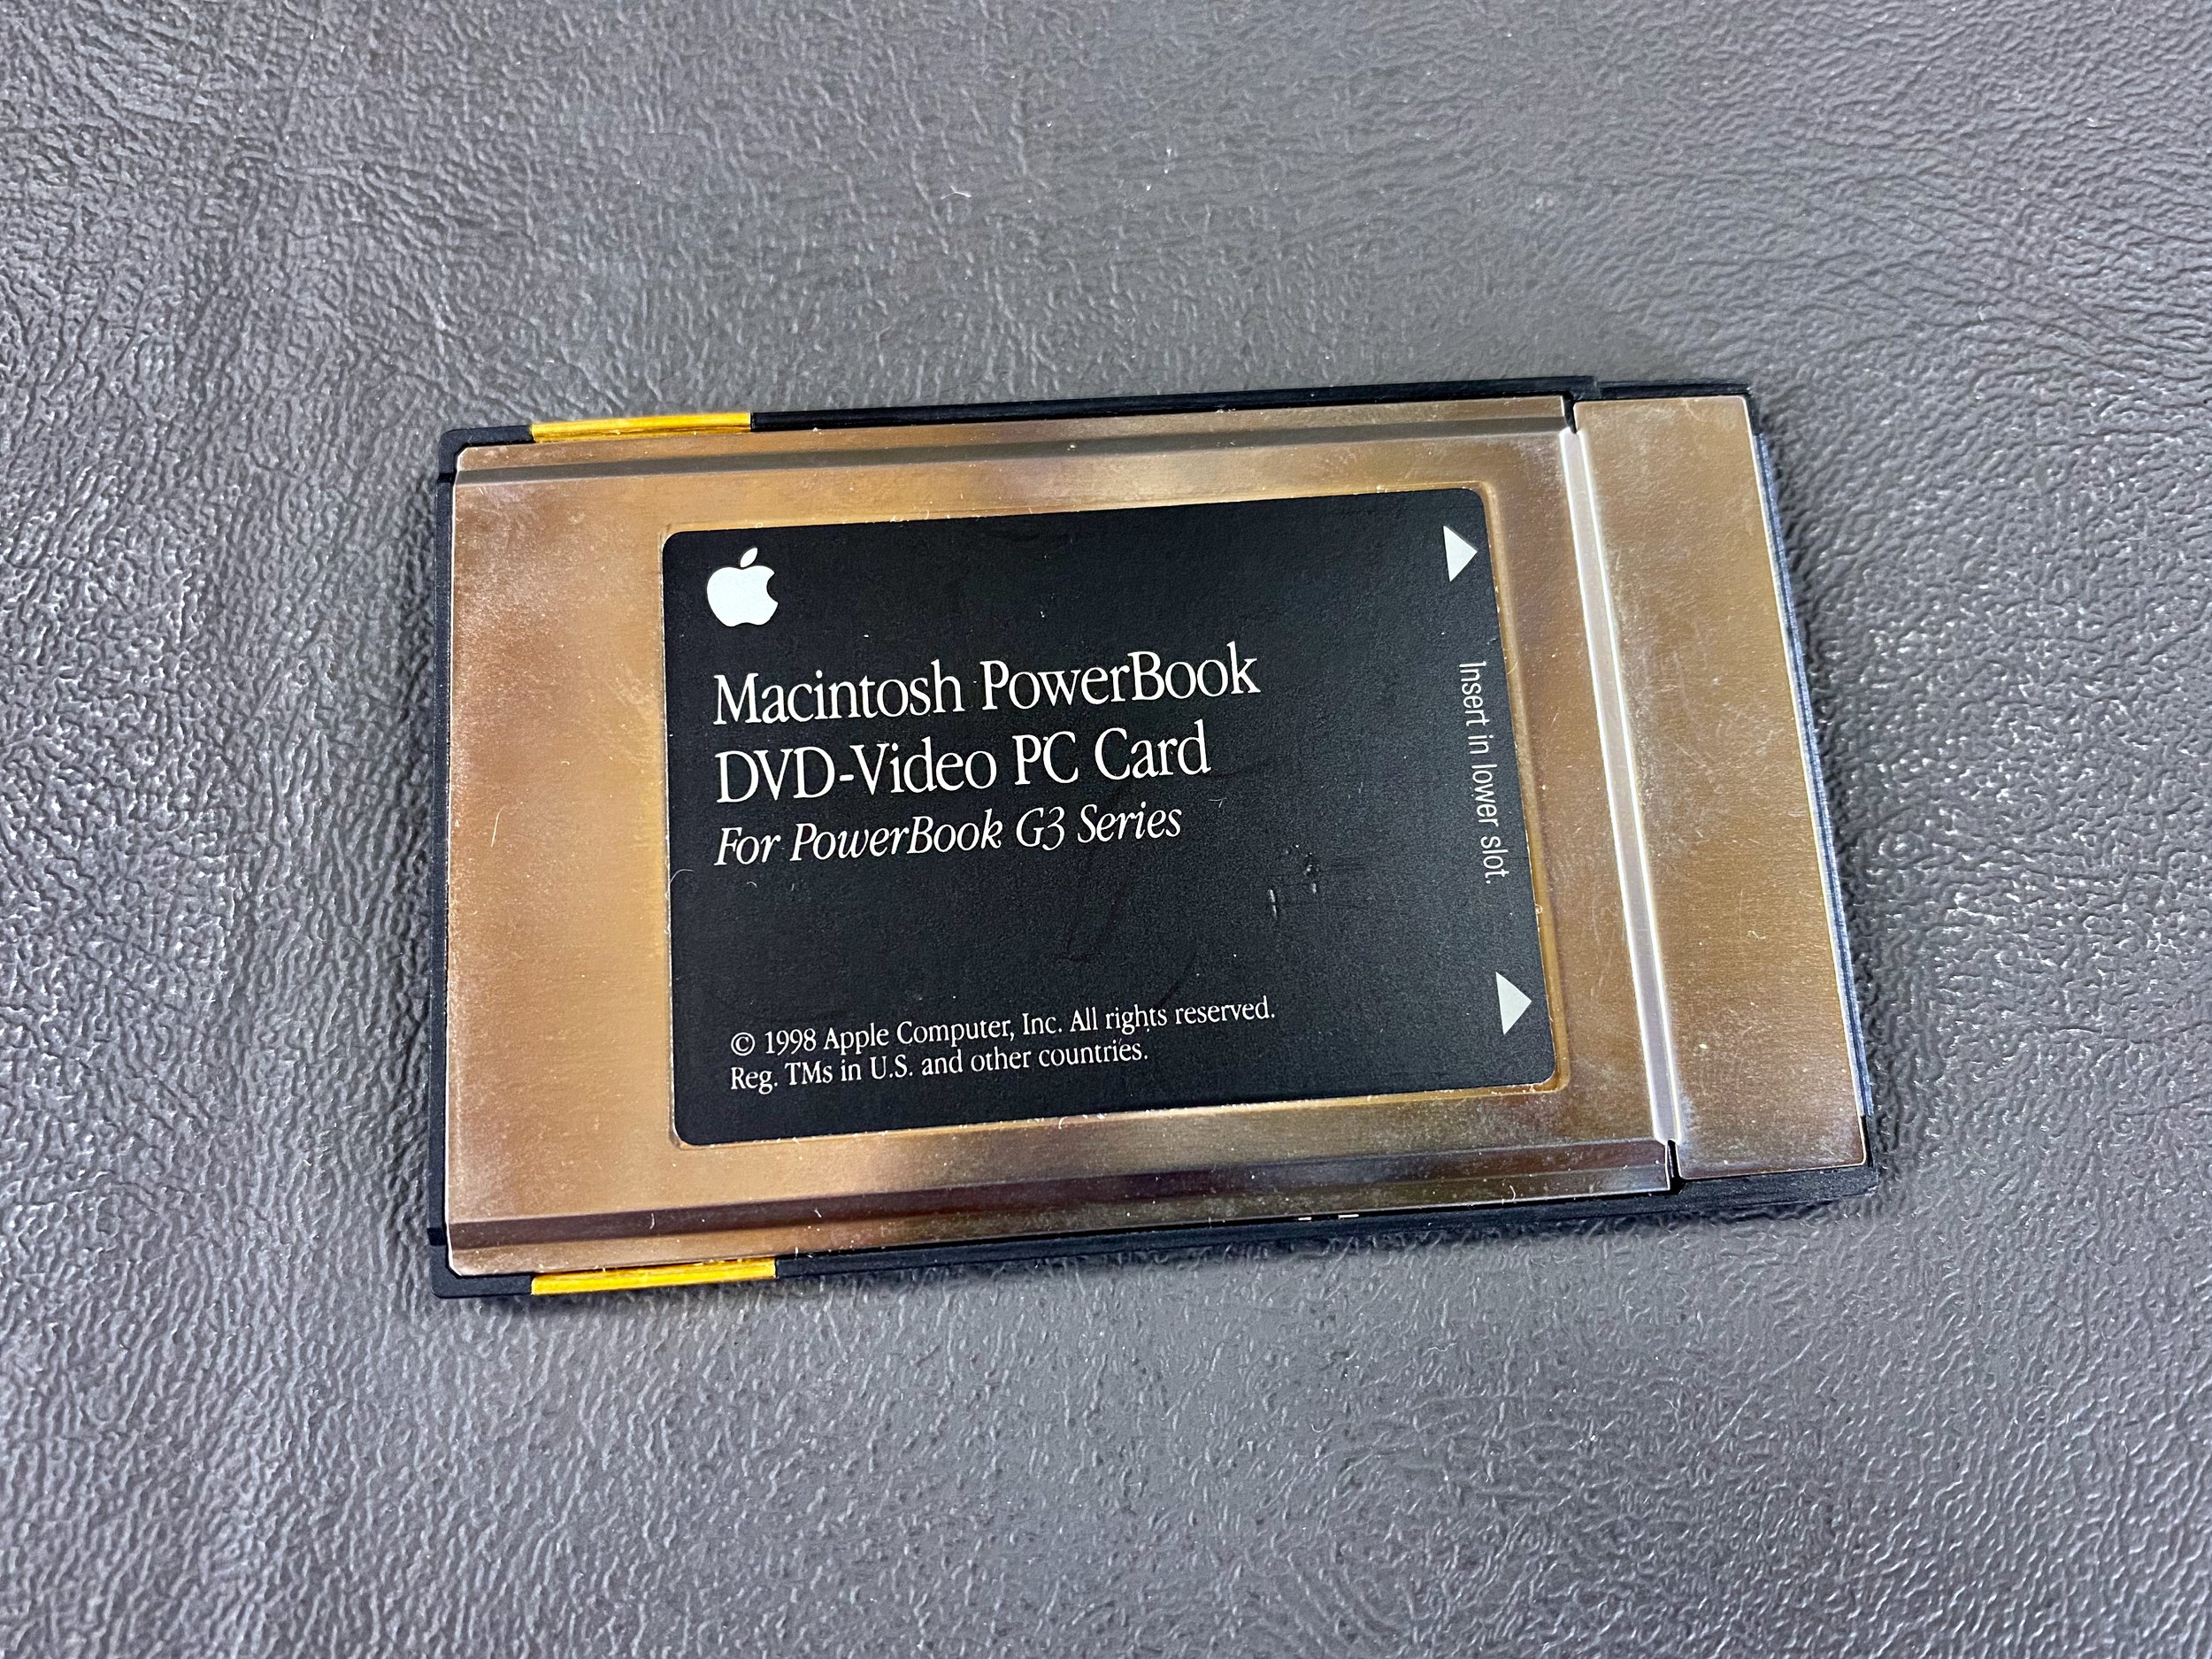 Macintosh PowerBook
DVD-Video PC Card
For PowerBook G3 Series
© 1998 Apple Computer, Inc. All rights reserved.
Reg. TMs in U.S. and other countries.
Insert in lower slot.